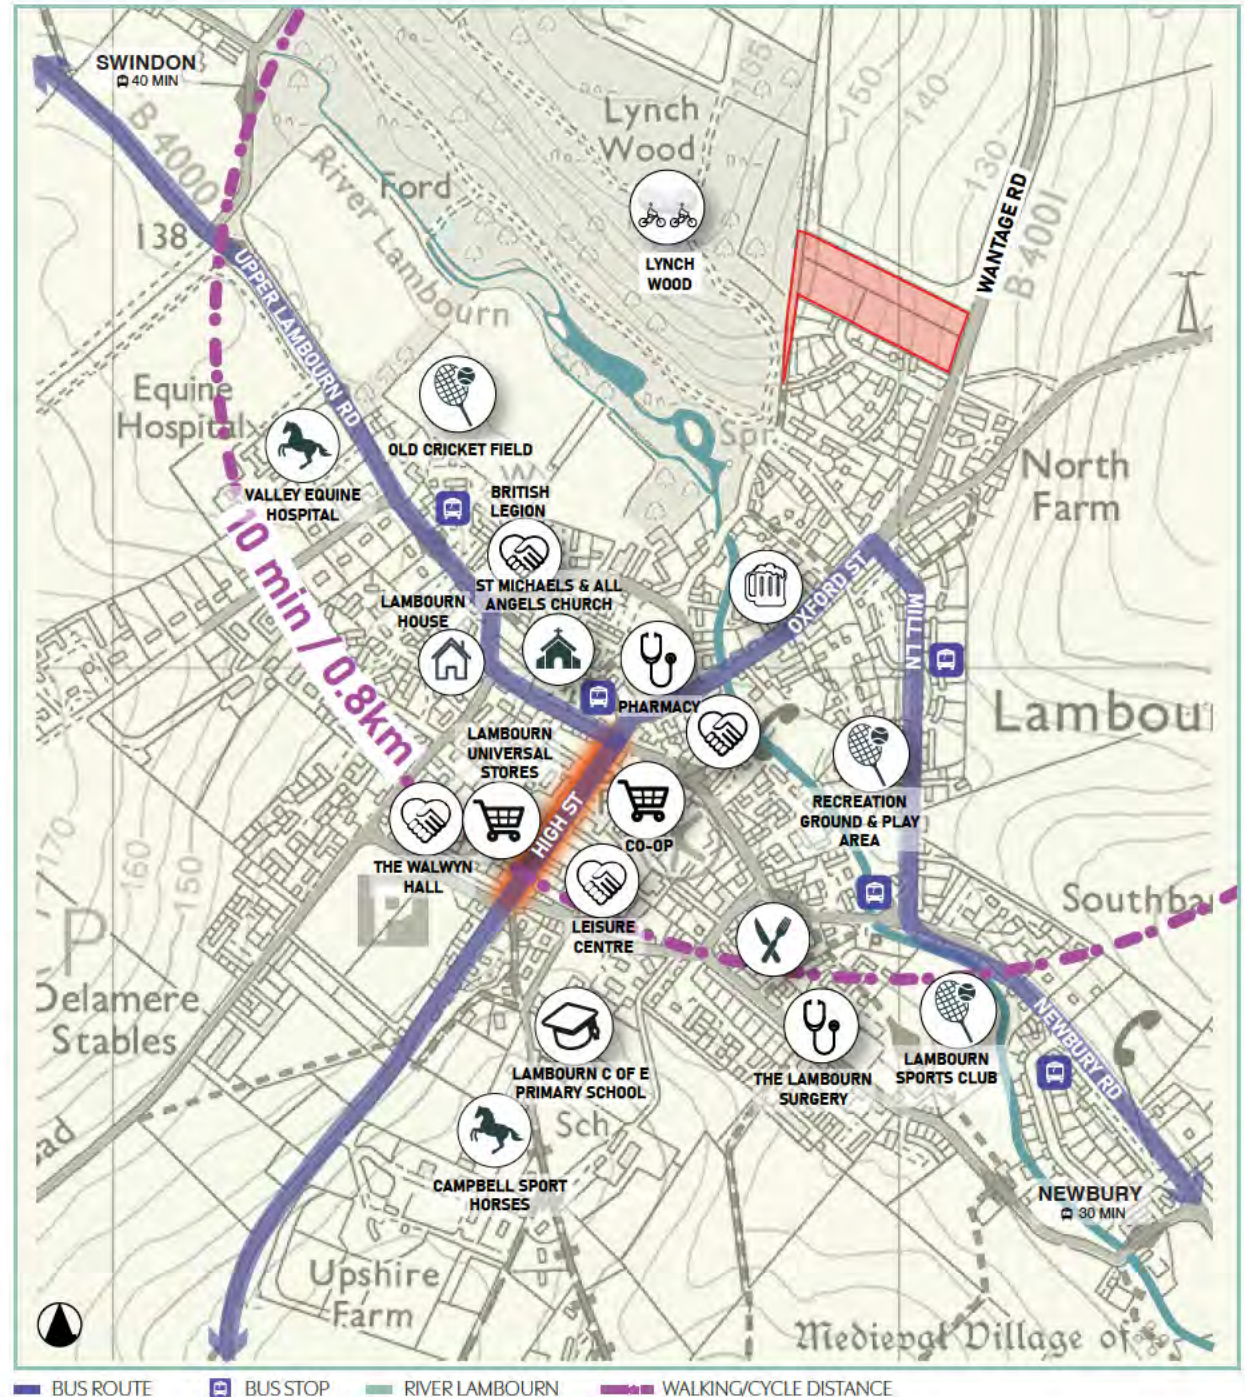 SWINDON
40 MIN
B 4000
138
River Lambourn
Ford
Lynch
Wood
LYNCH
WOOD
105
150
140
130
WANTAGE RD
B 4001
UPPER LAMBOURN RD
Equine
Hospital
VALLEY EQUINE
HOSPITAL
OLD CRICKET FIELD
Spr
North
Farm
BRITISH
LEGION
10 min / 0.8km
ST MICHAELS & ALL
ANGELS CHURCH
LAMBOURN
HOUSE
OXFORD ST
MILL LN
PHARMACY
Lambou
LAMBOURN
UNIVERSAL
STORES
HIGH ST
CO-OP
RECREATION
GROUND & PLAY
AREA
THE WALWYN
HALL
170
160
150
P
LEISURE
CENTRE
Southba
Delamere
Stables
NEWBURY RD
LAMBOURN C OF E
PRIMARY SCHOOL
THE LAMBOURN
SURGERY
LAMBOURN
SPORTS CLUB
Sch
CAMPBELL SPORT
HORSES
NEWBURY
30 MIN
Upshire
Farm
Medieval Village of
BUS ROUTE
BUS STOP
RIVER LAMBOURN
WALKING/CYCLE DISTANCE